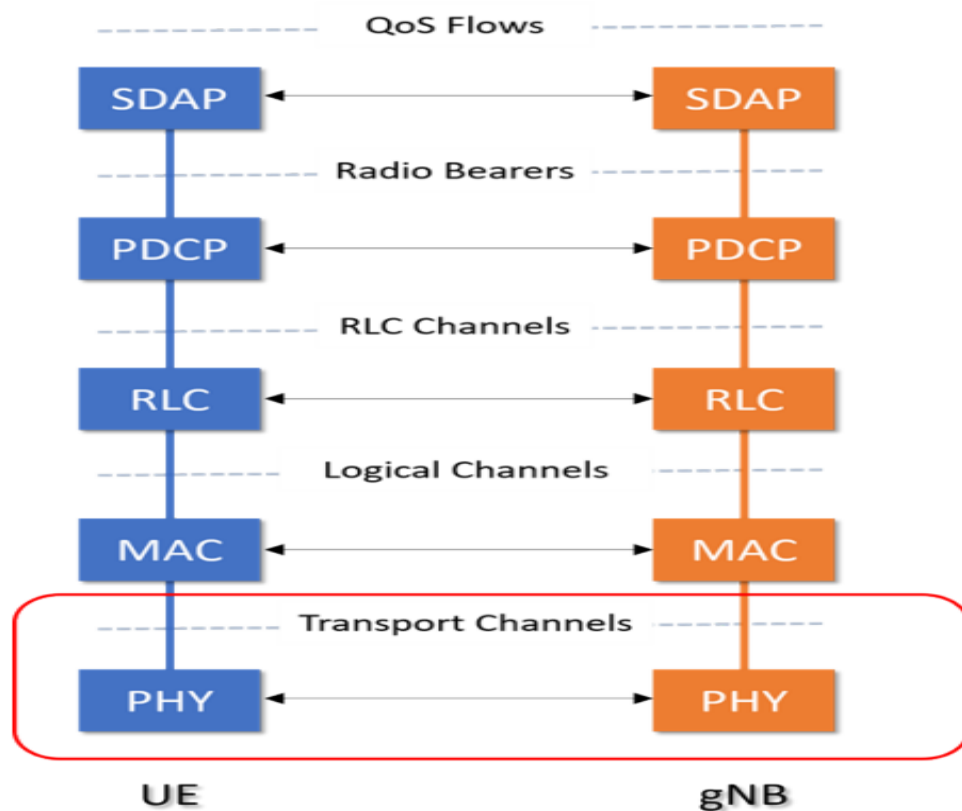 QoS Flows
SDAP SDAP
Radio Bearers
PDCP PDCP
RLC Channels
RLC RLC
Logical Channels
MAC MAC
Transport Channels
PHY PHY
UE gNB